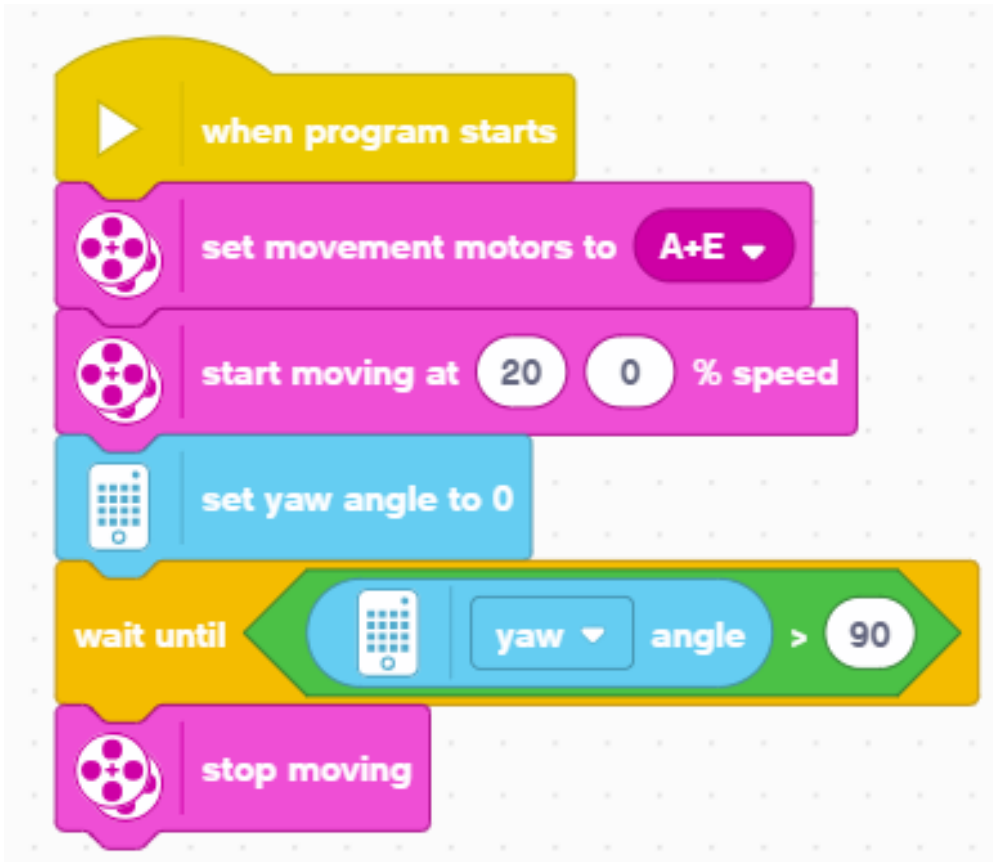 when program starts
set movement motors to A+E
start moving at 20 0 % speed
set yaw angle to 0
wait until yaw angle > 90
stop moving